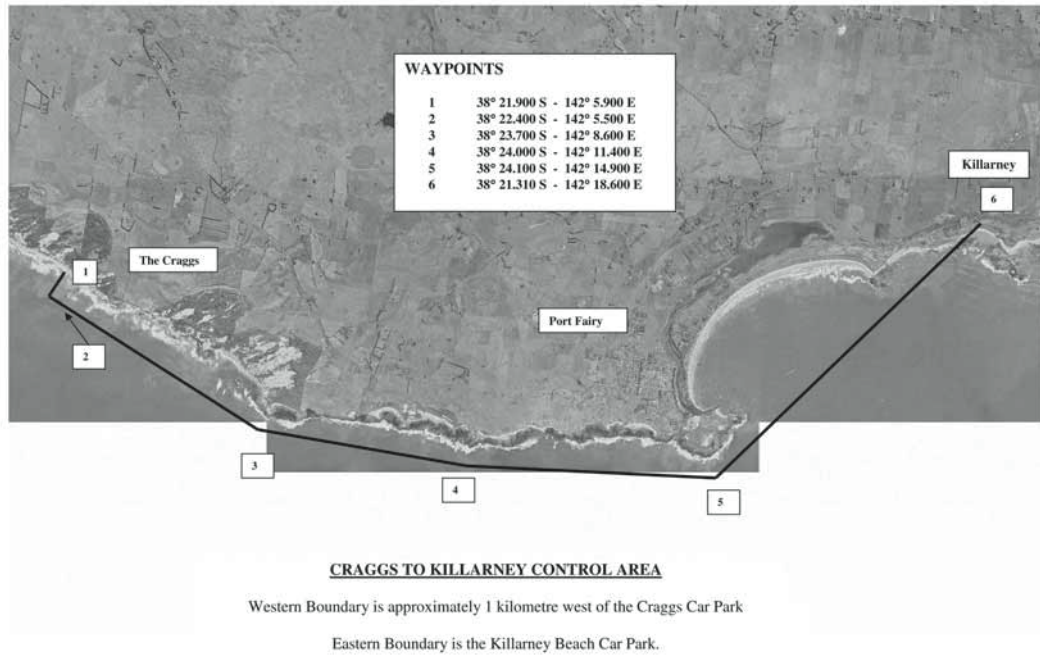 WAYPOINTS
1 38° 21.900 S - 142° 5.900 E
2 38° 22.400 S - 142° 5.500 E
3 38° 23.700 S - 142° 8.600 E
4 38° 24.000 S - 142° 11.400 E
5 38° 24.100 S - 142° 14.900 E
6 38° 21.310 S - 142° 18.600 E
Killarney
6
The Craggs
1
Port Fairy
2
3
4
5
CRAGGS TO KILLARNEY CONTROL AREA
Western Boundary is approximately 1 kilometre west of the Craggs Car Park
Eastern Boundary is the Killarney Beach Car Park.